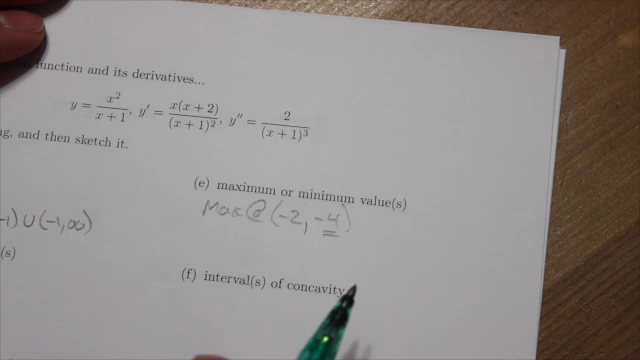 function and its derivatives...
y = x²/(x + 1), y′ = x(x + 2)/(x + 1)², y″ = 2/(x + 1)³
and then sketch it.
(e) maximum or minimum value(s)
Max @ (-2, -4)
-1) ∪ (-1, ∞)
(s)
(f) interval(s) of concavity